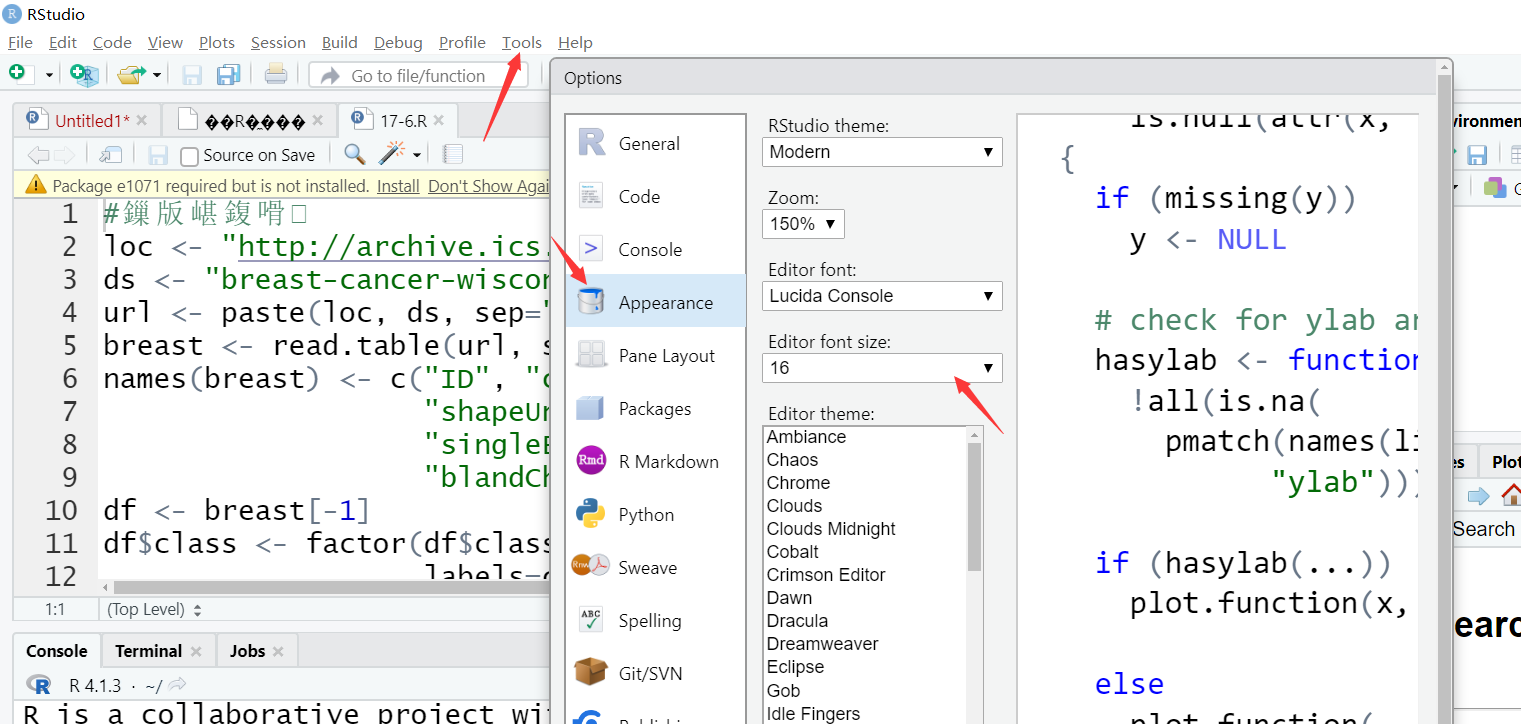 RStudio
File Edit Code View Plots Session Build Debug Profile Tools Help
Go to file/function
Untitled1*
��R�̲���
17-6.R
Source on Save
Package e1071 required but is not installed. Install Don't Show Agai
1 #鏁版嵁鍑嗗
2 loc <- "http://archive.ics.
3 ds <- "breast-cancer-wiscon
4 url <- paste(loc, ds, sep="
5 breast <- read.table(url, s
6 names(breast) <- c("ID", "c
7 "shapeUn
8 "singleE
9 "blandCh
10 df <- breast[-1]
11 df$class <- factor(df$class
12 labels=c
1:1 (Top Level)
Console Terminal Jobs
R 4.1.3 · ~/
R is a collaborative project wi
Options
General
Code
Console
Appearance
Pane Layout
Packages
Rmd R Markdown
Python
Rnw Sweave
ABC Spelling
Git/SVN
RStudio theme:
Modern
Zoom:
150%
Editor font:
Lucida Console
Editor font size:
16
Editor theme:
Ambiance
Chaos
Chrome
Clouds
Clouds Midnight
Cobalt
Crimson Editor
Dawn
Dracula
Dreamweaver
Eclipse
Gob
Idle Fingers
is.null(attr(x,
{
if (missing(y))
y <- NULL
# check for ylab ar
hasylab <- function
!all(is.na(
pmatch(names(li
"ylab")))
if (hasylab(...))
plot.function(x,
else
plot.function(
vironmen
es Plot
Search
earc